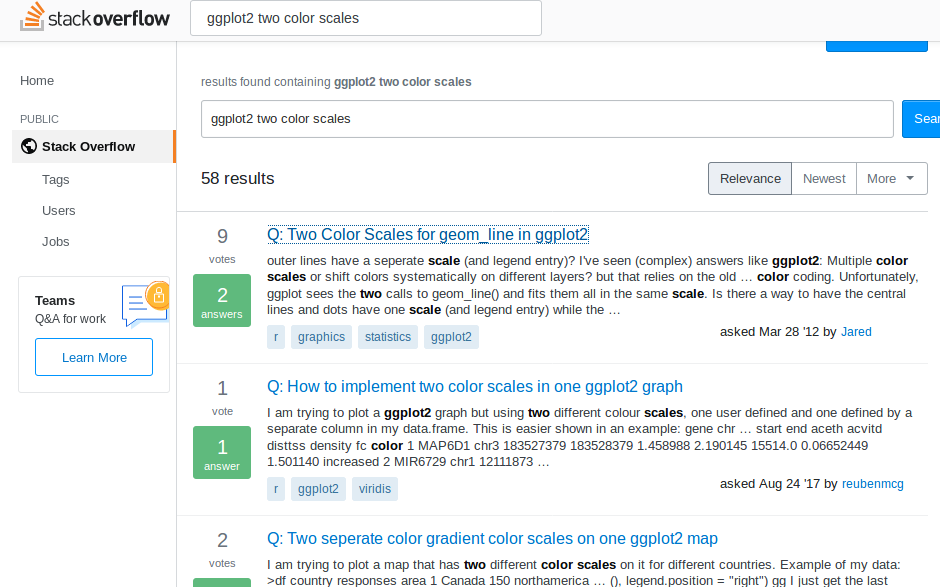 stackoverflow
ggplot2 two color scales
Home
PUBLIC
Stack Overflow
Tags
Users
Jobs
Teams
Q&A for work
Learn More
results found containing ggplot2 two color scales
ggplot2 two color scales
58 results
Relevance Newest More
9
votes
2
answers
Q: Two Color Scales for geom_line in ggplot2
outer lines have a seperate scale (and legend entry)? I've seen (complex) answers like ggplot2: Multiple color
scales or shift colors systematically on different layers? but that relies on the old … color coding. Unfortunately,
ggplot sees the two calls to geom_line() and fits them all in the same scale. Is there a way to have the central
lines and dots have one scale (and legend entry) while the …
r graphics statistics ggplot2
asked Mar 28 '12 by Jared
1
vote
1
answer
Q: How to implement two color scales in one ggplot2 graph
I am trying to plot a ggplot2 graph but using two different colour scales, one user defined and one defined by a
separate column in my data.frame. This is easier shown in an example: gene chr … start end aceth acvitd
disttss density fc color 1 MAP6D1 chr3 183527379 183528379 1.458988 2.190145 15514.0 0.06652449
1.501140 increased 2 MIR6729 chr1 12111873 …
r ggplot2 viridis
asked Aug 24 '17 by reubenmcg
2
votes
Q: Two seperate color gradient color scales on one ggplot2 map
I am trying to plot a map that has two different color scales on it for different countries. Example of my data:
>df country responses area 1 Canada 150 northamerica … (), legend.position = "right") gg I just get the last